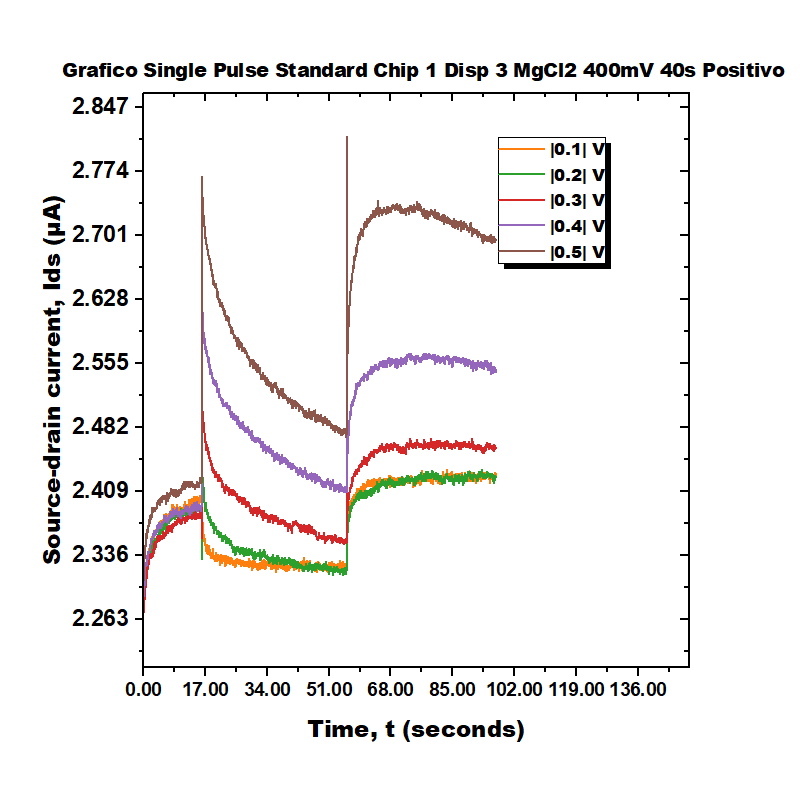 Grafico Single Pulse Standard Chip 1 Disp 3 MgCl2 400mV 40s Positivo
2.847
2.774
2.701
2.628
2.555
2.482
2.409
2.336
2.263
Source-drain current, Ids (µA)
|0.1| V
|0.2| V
|0.3| V
|0.4| V
|0.5| V
0.00 17.00 34.00 51.00 68.00 85.00 102.00 119.00 136.00
Time, t (seconds)